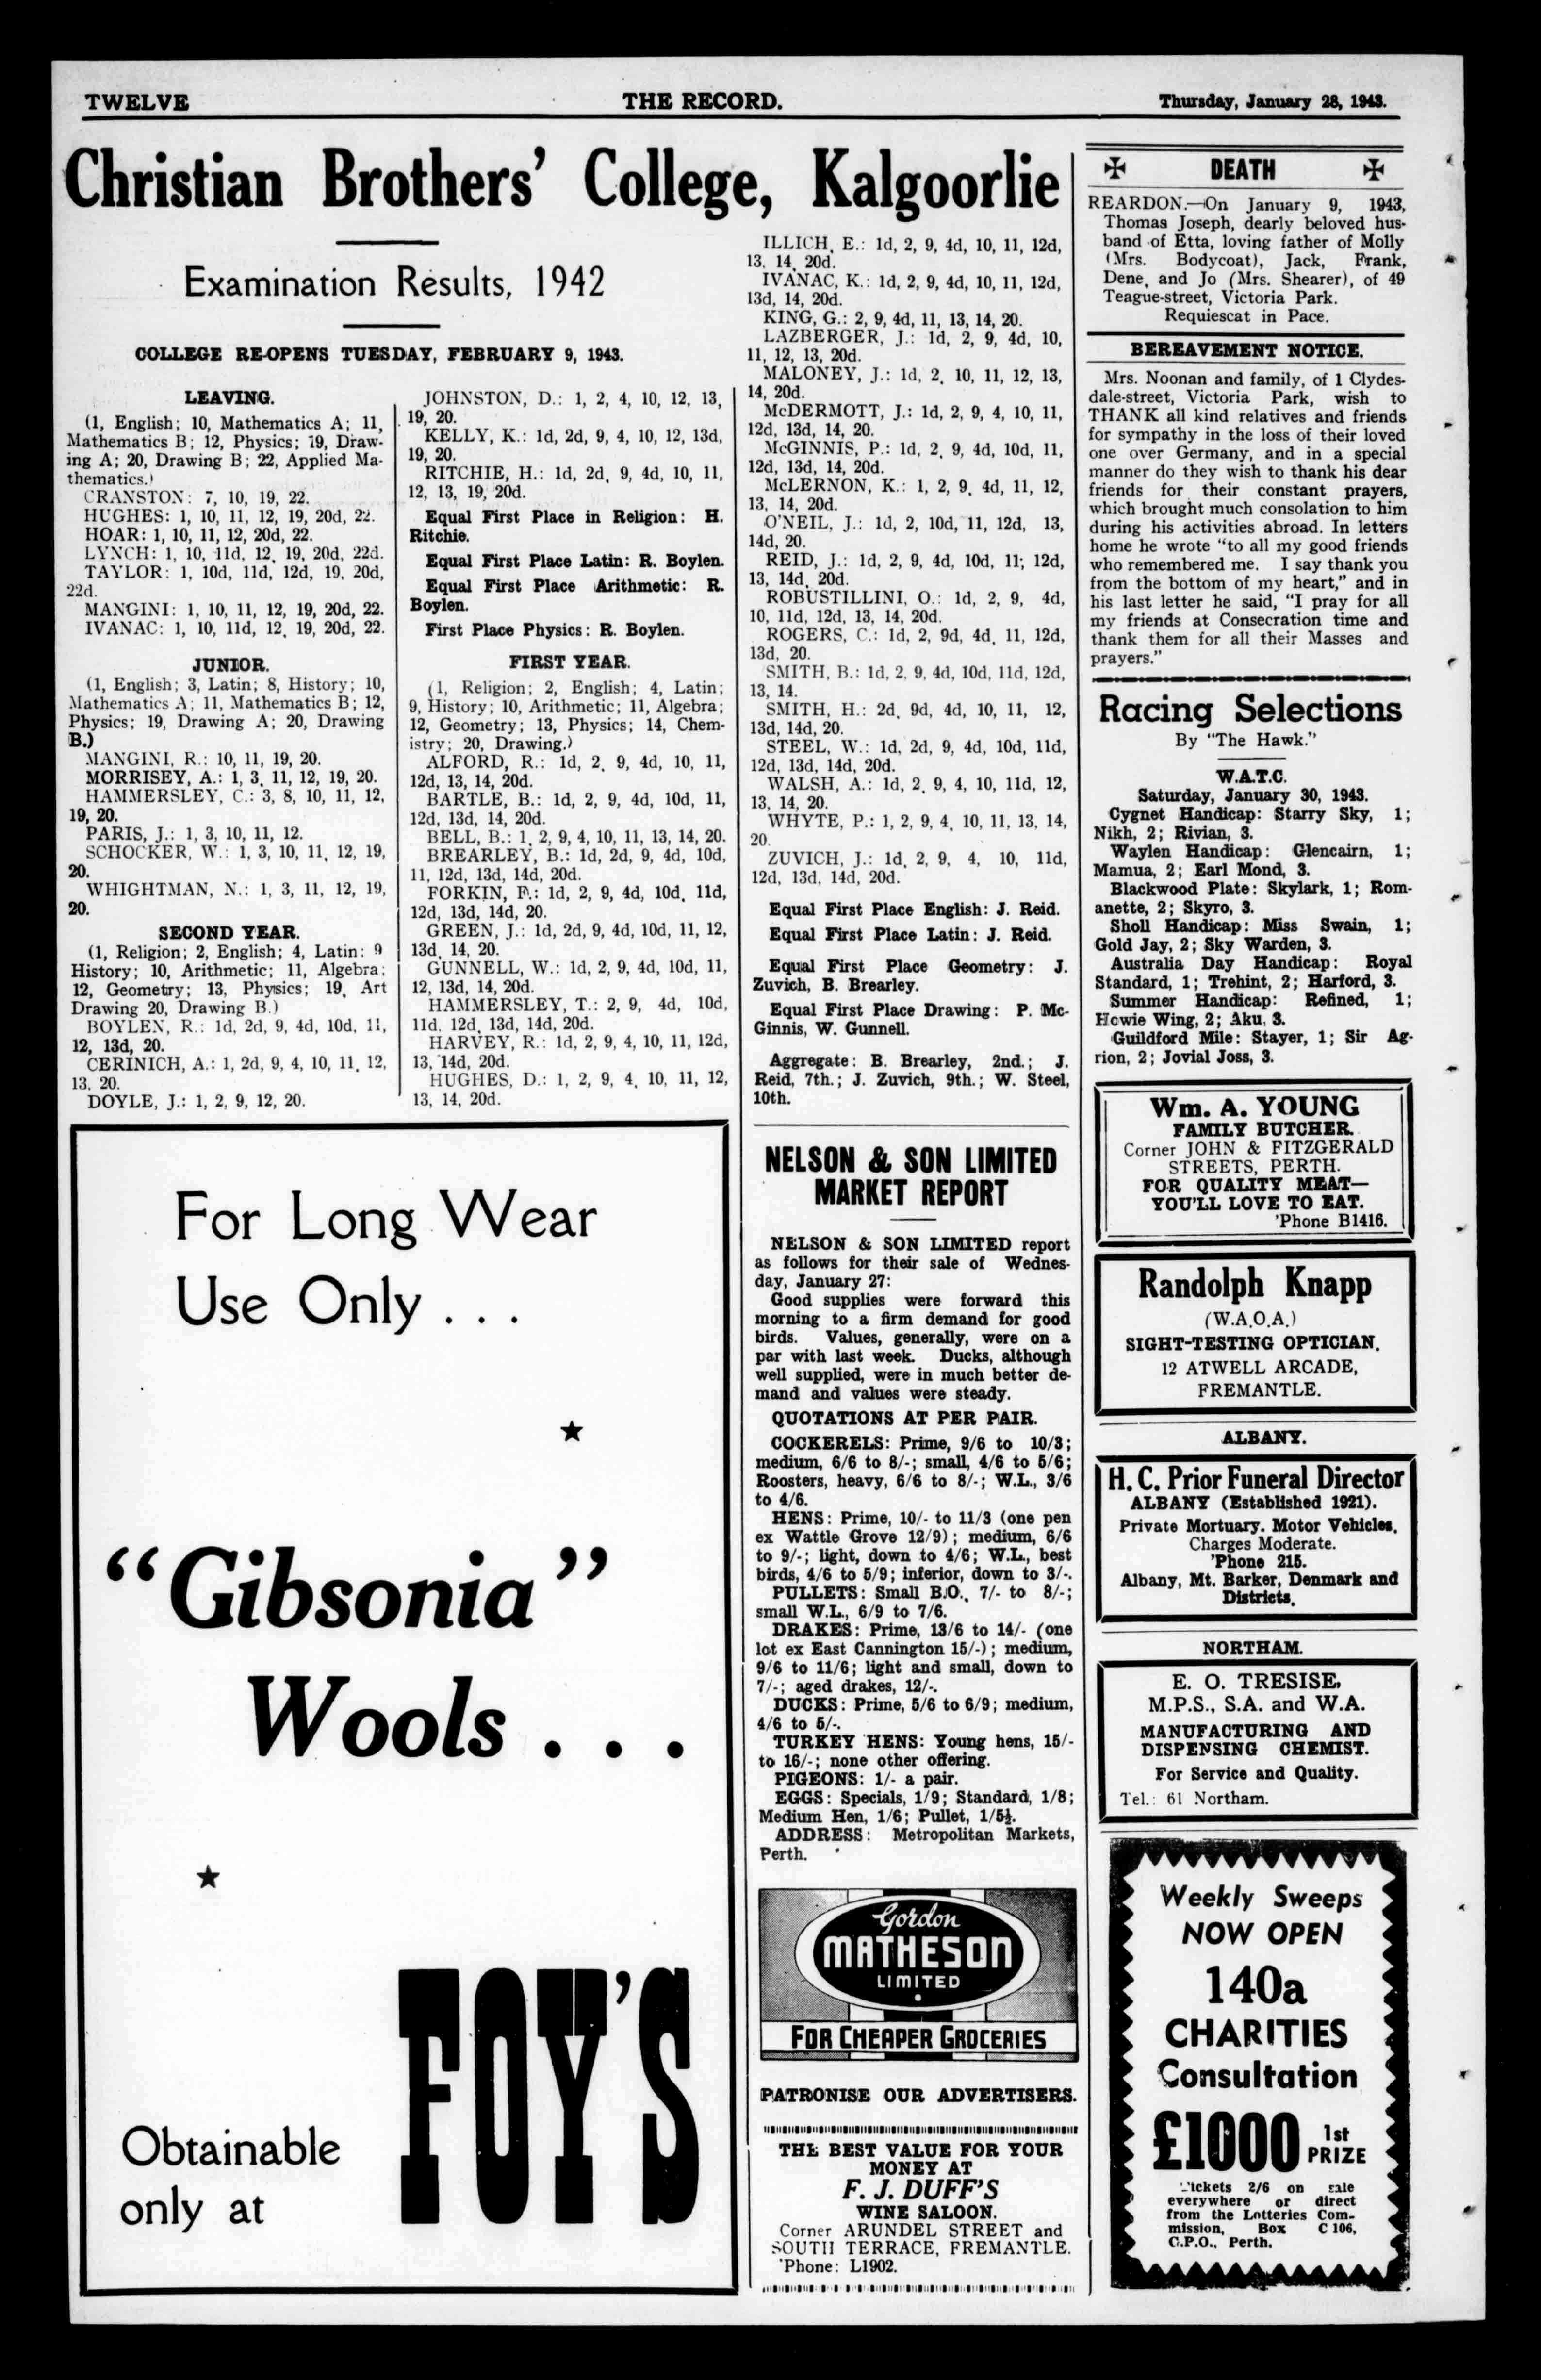 TWELVE
THE RECORD.
Thursday, January 28, 1943.
Christian Brothers' College, Kalgoorlie
Examination Results, 1942
COLLEGE RE-OPENS TUESDAY, FEBRUARY 9, 1943.
LEAVING.
(1, English; 10, Mathematics A; 11,
Mathematics B; 12, Physics; 19, Draw-
ing A; 20, Drawing B; 22, Applied Ma-
thematics.)
CRANSTON: 7, 10, 19, 22.
HUGHES: 1, 10, 11, 12, 19, 20d, 22.
HOAR: 1, 10, 11, 12, 20d, 22.
LYNCH: 1, 10, 11d, 12, 19, 20d, 22d.
TAYLOR: 1, 10d, 11d, 12d, 19, 20d,
22d.
MANGINI: 1, 10, 11, 12, 19, 20d, 22.
IVANAC: 1, 10, 11d, 12, 19, 20d, 22.
JUNIOR.
(1, English; 3, Latin; 8, History; 10,
Mathematics A; 11, Mathematics B; 12,
Physics; 19, Drawing A; 20, Drawing
B.)
MANGINI, R.: 10, 11, 19, 20.
MORRISEY, A.: 1, 3, 11, 12, 19, 20.
HAMMERSLEY, C.: 3, 8, 10, 11, 12,
19, 20.
PARIS, J.: 1, 3, 10, 11, 12.
SCHOCKER, W.: 1, 3, 10, 11, 12, 19,
20.
WHIGHTMAN, N.: 1, 3, 11, 12, 19,
20.
SECOND YEAR.
(1, Religion; 2, English; 4, Latin: 9
History; 10, Arithmetic; 11, Algebra;
12, Geometry; 13, Physics; 19, Art
Drawing 20, Drawing B.)
BOYLEN, R.: 1d, 2d, 9, 4d, 10d, 11,
12, 13d, 20.
CERINICH, A.: 1, 2d, 9, 4, 10, 11, 12,
13, 20.
DOYLE, J.: 1, 2, 9, 12, 20.
JOHNSTON, D.: 1, 2, 4, 10, 12, 13,
19, 20.
KELLY, K.: 1d, 2d, 9, 4, 10, 12, 13d,
19, 20.
RITCHIE, H.: 1d, 2d, 9, 4d, 10, 11,
12, 13, 19, 20d.
Equal First Place in Religion: H.
Ritchie.
Equal First Place Latin: R. Boylen.
Equal First Place Arithmetic: R.
Boylen.
First Place Physics: R. Boylen.
FIRST YEAR.
(1, Religion; 2, English; 4, Latin;
9, History; 10, Arithmetic; 11, Algebra;
12, Geometry; 13, Physics; 14, Chem-
istry; 20, Drawing.)
ALFORD, R.: 1d, 2, 9, 4d, 10, 11,
12d, 13, 14, 20d.
BARTLE, B.: 1d, 2, 9, 4d, 10d, 11,
12d, 13d, 14, 20d.
BELL, B.: 1, 2, 9, 4, 10, 11, 13, 14, 20.
BREARLEY, B.: 1d, 2d, 9, 4d, 10d,
11, 12d, 13d, 14d, 20d.
FORKIN, F.: 1d, 2, 9, 4d, 10d, 11d,
12d, 13d, 14d, 20.
GREEN, J.: 1d, 2d, 9, 4d, 10d, 11, 12,
13d, 14, 20.
GUNNELL, W.: 1d, 2, 9, 4d, 10d, 11,
12, 13d, 14, 20d.
HAMMERSLEY, T.: 2, 9, 4d, 10d,
11d, 12d, 13d, 14d, 20d.
HARVEY, R.: 1d, 2, 9, 4, 10, 11, 12d,
13, 14d, 20d.
HUGHES, D.: 1, 2, 9, 4, 10, 11, 12,
13, 14, 20d.
ILLICH, E.: 1d, 2, 9, 4d, 10, 11, 12d,
13, 14, 20d.
IVANAC, K.: 1d, 2, 9, 4d, 10, 11, 12d,
13d, 14, 20d.
KING, G.: 2, 9, 4d, 11, 13, 14, 20.
LAZBERGER, J.: 1d, 2, 9, 4d, 10,
11, 12, 13, 20d.
MALONEY, J.: 1d, 2, 10, 11, 12, 13,
14, 20d.
McDERMOTT, J.: 1d, 2, 9, 4, 10, 11,
12d, 13d, 14, 20.
McGINNIS, P.: 1d, 2, 9, 4d, 10d, 11,
12d, 13d, 14, 20d.
McLERNON, K.: 1, 2, 9, 4d, 11, 12,
13, 14, 20d.
O'NEIL, J.: 1d, 2, 10d, 11, 12d, 13,
14d, 20.
REID, J.: 1d, 2, 9, 4d, 10d, 11; 12d,
13, 14d, 20d.
ROBUSTILLINI, O.: 1d, 2, 9, 4d,
10, 11d, 12d, 13, 14, 20d.
ROGERS, C.: 1d, 2, 9d, 4d, 11, 12d,
13d, 20.
SMITH, B.: 1d, 2, 9, 4d, 10d, 11d, 12d,
13, 14.
SMITH, H.: 2d, 9d, 4d, 10, 11, 12,
13d, 14d, 20.
STEEL, W.: 1d, 2d, 9, 4d, 10d, 11d,
12d, 13d, 14d, 20d.
WALSH, A.: 1d, 2, 9, 4, 10, 11d, 12,
13, 14, 20.
WHYTE, P.: 1, 2, 9, 4, 10, 11, 13, 14,
20.
ZUVICH, J.: 1d, 2, 9, 4, 10, 11d,
12d, 13d, 14d, 20d.
Equal First Place English: J. Reid.
Equal First Place Latin: J. Reid.
Equal First Place Geometry: J.
Zuvich, B. Brearley.
Equal First Place Drawing: P. Mc-
Ginnis, W. Gunnell.
Aggregate: B. Brearley, 2nd.; J.
Reid, 7th.; J. Zuvich, 9th.; W. Steel,
10th.
For Long Wear
Use Only . . .
"Gibsonia"
Wools . . .
Obtainable
only at
FOY'S
NELSON & SON LIMITED
MARKET REPORT
NELSON & SON LIMITED report
as follows for their sale of Wednes-
day, January 27:
Good supplies were forward this
morning to a firm demand for good
birds. Values, generally, were on a
par with last week. Ducks, although
well supplied, were in much better de-
mand and values were steady.
QUOTATIONS AT PER PAIR.
COCKERELS: Prime, 9/6 to 10/3;
medium, 6/6 to 8/-; small, 4/6 to 5/6;
Roosters, heavy, 6/6 to 8/-; W.L., 3/6
to 4/6.
HENS: Prime, 10/- to 11/3 (one pen
ex Wattle Grove 12/9); medium, 6/6
to 9/-; light, down to 4/6; W.L., best
birds, 4/6 to 5/9; inferior, down to 3/-.
PULLETS: Small B.O., 7/- to 8/-;
small W.L., 6/9 to 7/6.
DRAKES: Prime, 13/6 to 14/- (one
lot ex East Cannington 15/-); medium,
9/6 to 11/6; light and small, down to
7/-; aged drakes, 12/-.
DUCKS: Prime, 5/6 to 6/9; medium,
4/6 to 5/-.
TURKEY HENS: Young hens, 15/-
to 16/-; none other offering.
PIGEONS: 1/- a pair.
EGGS: Specials, 1/9; Standard, 1/8;
Medium Hen, 1/6; Pullet, 1/5½.
ADDRESS: Metropolitan Markets,
Perth.
Gordon
MATHESON
LIMITED
FOR CHEAPER GROCERIES
PATRONISE OUR ADVERTISERS.
THE BEST VALUE FOR YOUR
MONEY AT
F. J. DUFF'S
WINE SALOON.
Corner ARUNDEL STREET and
SOUTH TERRACE, FREMANTLE.
'Phone: L1902.
DEATH
REARDON.—On January 9, 1943,
Thomas Joseph, dearly beloved hus-
band of Etta, loving father of Molly
(Mrs. Bodycoat), Jack, Frank,
Dene, and Jo (Mrs. Shearer), of 49
Teague-street, Victoria Park.
Requiescat in Pace.
BEREAVEMENT NOTICE.
Mrs. Noonan and family, of 1 Clydes-
dale-street, Victoria Park, wish to
THANK all kind relatives and friends
for sympathy in the loss of their loved
one over Germany, and in a special
manner do they wish to thank his dear
friends for their constant prayers,
which brought much consolation to him
during his activities abroad. In letters
home he wrote "to all my good friends
who remembered me. I say thank you
from the bottom of my heart," and in
his last letter he said, "I pray for all
my friends at Consecration time and
thank them for all their Masses and
prayers."
Racing Selections
By "The Hawk."
W.A.T.C.
Saturday, January 30, 1943.
Cygnet Handicap: Starry Sky, 1;
Nikh, 2; Rivian, 3.
Waylen Handicap: Glencairn, 1;
Mamua, 2; Earl Mond, 3.
Blackwood Plate: Skylark, 1; Rom-
anette, 2; Skyro, 3.
Sholl Handicap: Miss Swain, 1;
Gold Jay, 2; Sky Warden, 3.
Australia Day Handicap: Royal
Standard, 1; Trehint, 2; Harford, 3.
Summer Handicap: Refined, 1;
Howie Wing, 2; Aku, 3.
Guildford Mile: Stayer, 1; Sir Ag-
rion, 2; Jovial Joss, 3.
Wm. A. YOUNG
FAMILY BUTCHER.
Corner JOHN & FITZGERALD
STREETS, PERTH.
FOR QUALITY MEAT—
YOU'LL LOVE TO EAT.
'Phone B1416.
Randolph Knapp
(W.A.O.A.)
SIGHT-TESTING OPTICIAN.
12 ATWELL ARCADE,
FREMANTLE.
ALBANY.
H. C. Prior Funeral Director
ALBANY (Established 1921).
Private Mortuary. Motor Vehicles.
Charges Moderate.
'Phone 215.
Albany, Mt. Barker, Denmark and
Districts.
NORTHAM.
E. O. TRESISE,
M.P.S., S.A. and W.A.
MANUFACTURING AND
DISPENSING CHEMIST.
For Service and Quality.
Tel.: 61 Northam.
Weekly Sweeps
NOW OPEN
140a
CHARITIES
Consultation
£1000 1st
PRIZE
Tickets 2/6 on sale
everywhere or direct
from the Lotteries Com-
mission, Box C 106,
G.P.O., Perth.